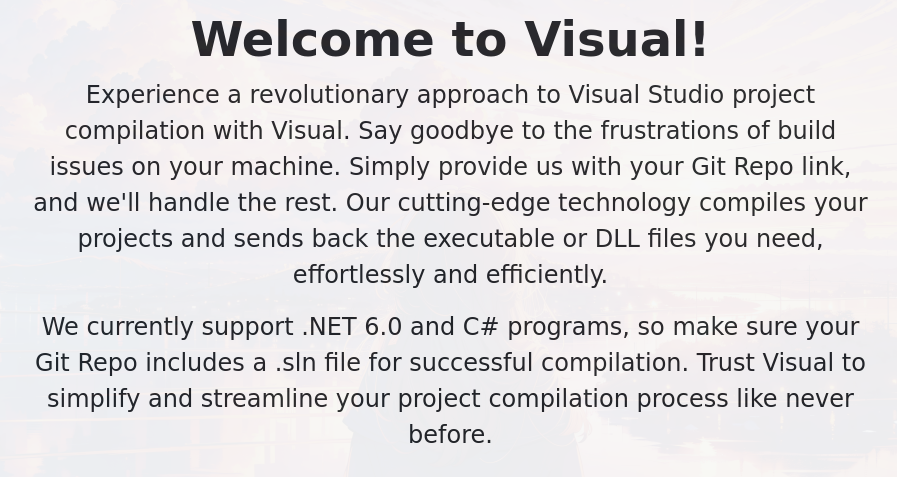 Welcome to Visual!
Experience a revolutionary approach to Visual Studio project
compilation with Visual. Say goodbye to the frustrations of build
issues on your machine. Simply provide us with your Git Repo link,
and we'll handle the rest. Our cutting-edge technology compiles your
projects and sends back the executable or DLL files you need,
effortlessly and efficiently.
We currently support .NET 6.0 and C# programs, so make sure your
Git Repo includes a .sln file for successful compilation. Trust Visual to
simplify and streamline your project compilation process like never
before.